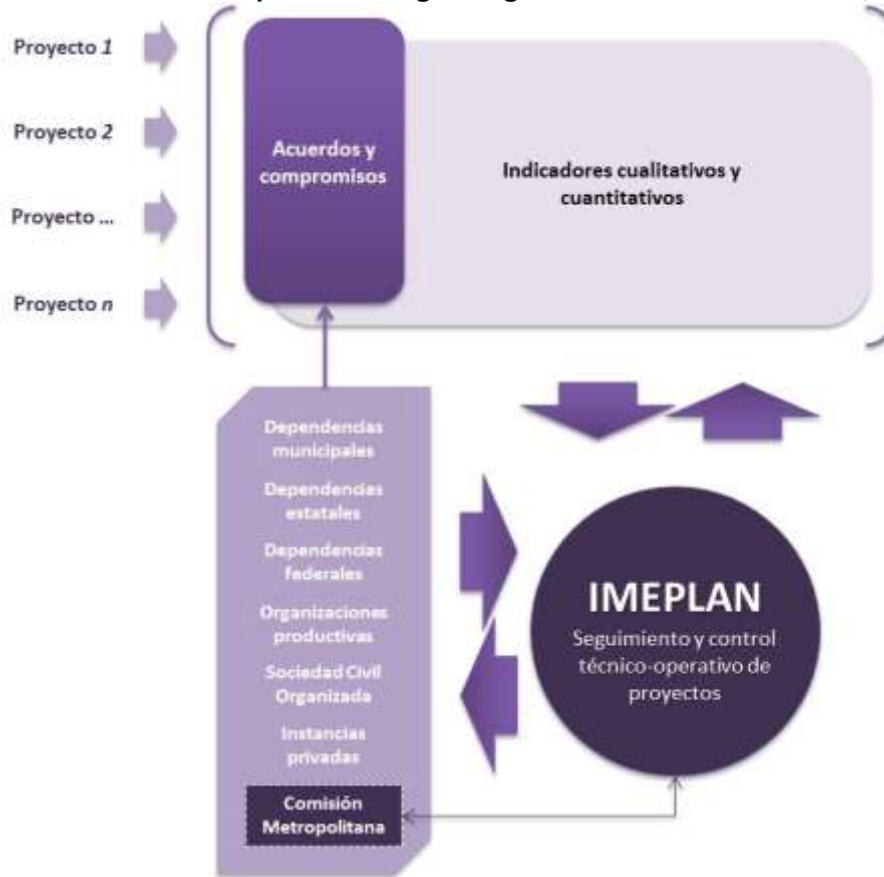 Proyecto 1
Proyecto 2
Proyecto ...
Proyecto n
Acuerdos y
compromisos
Indicadores cualitativos y
cuantitativos
Dependencias
municipales
Dependencias
estatales
Dependencias
federales
Organizaciones
productivas
Sociedad Civil
Organizada
Instancias
privadas
Comisión
Metropolitana
IMEPLAN
Seguimiento y control
técnico-operativo de
proyectos